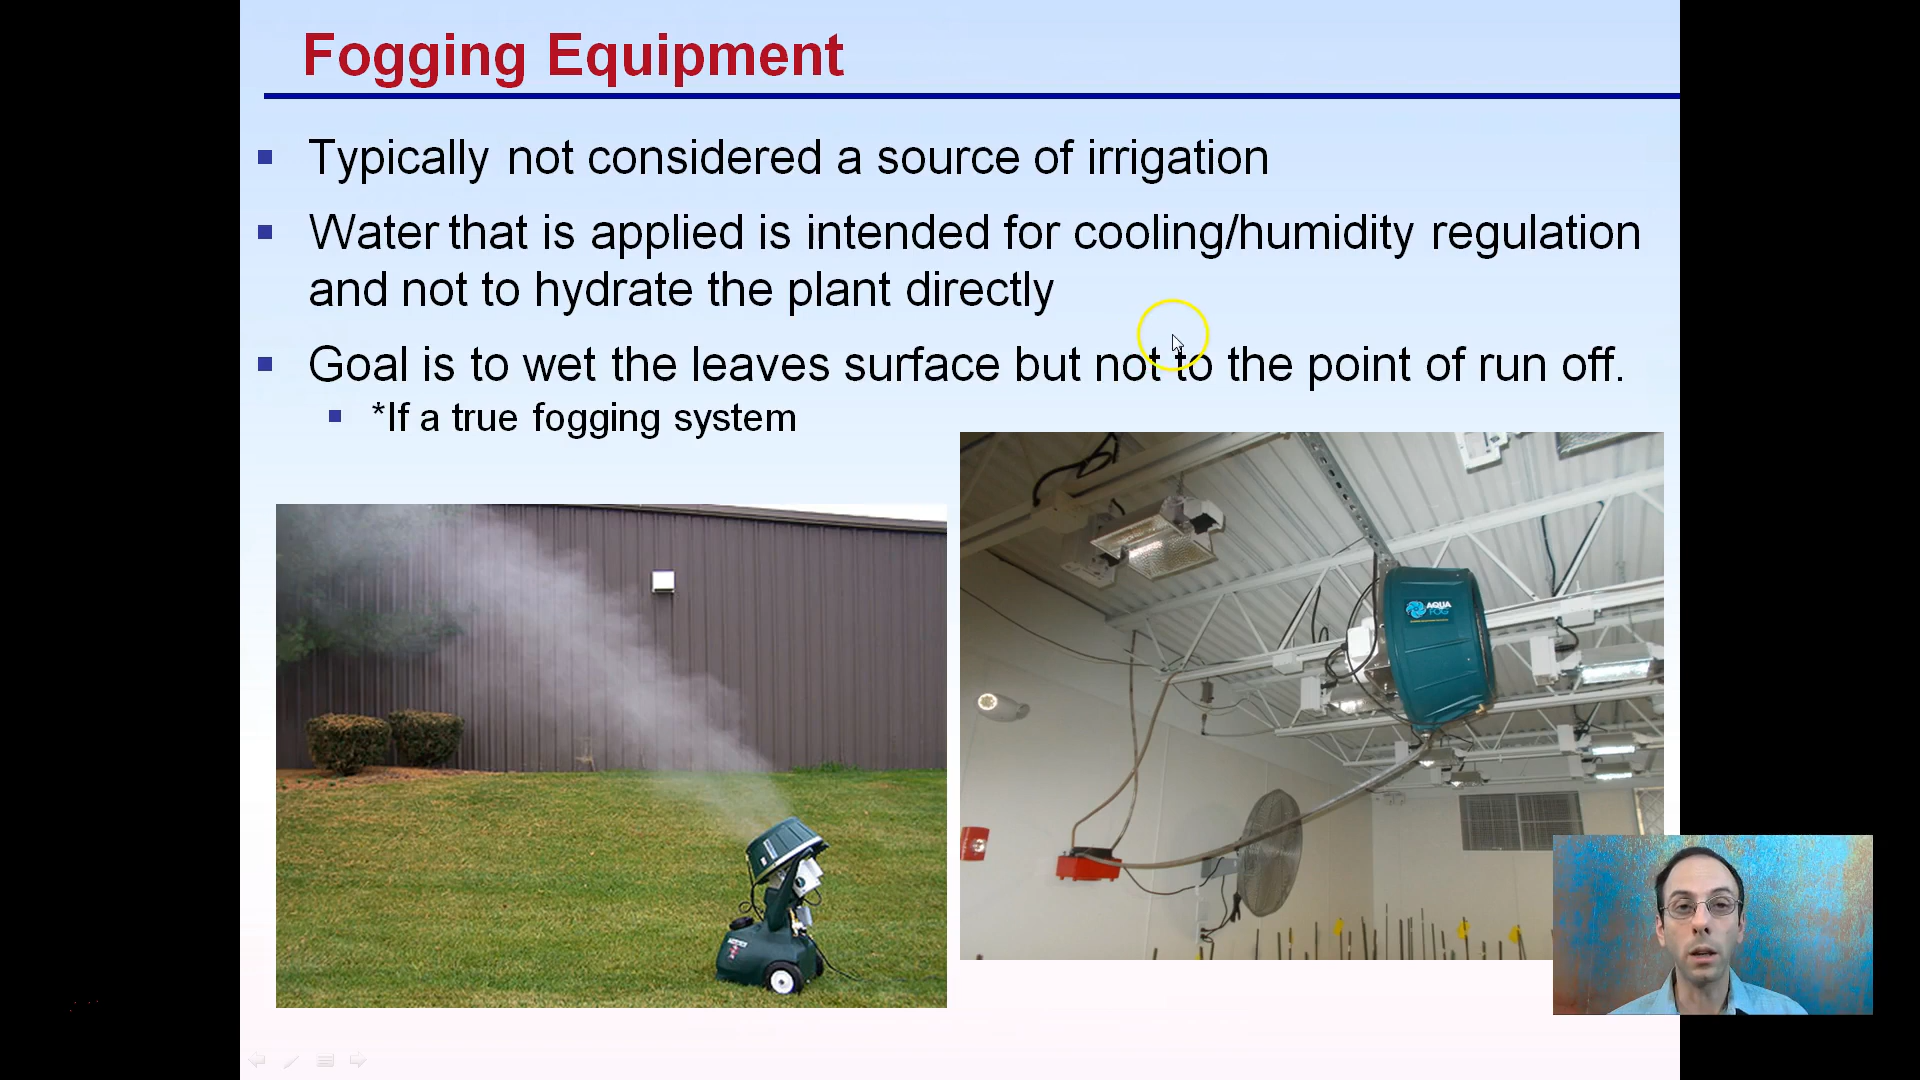 Fogging Equipment
Typically not considered a source of irrigation
Water that is applied is intended for cooling/humidity regulation
and not to hydrate the plant directly
Goal is to wet the leaves surface but not to the point of run off.
*If a true fogging system
AQUA
FOG